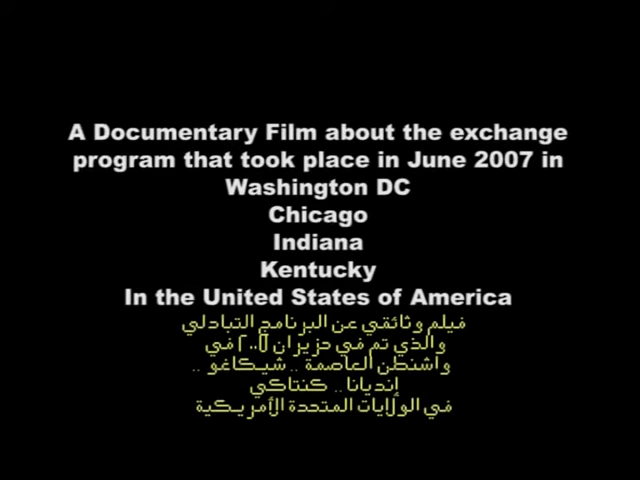 A Documentary Film about the exchange
program that took place in June 2007 in
Washington DC
Chicago
Indiana
Kentucky
In the United States of America
فيلم وثائقي عن البرنامج التبادلي
والذي تم في حزيران ٢٠٠٧ في
واشنطن العاصمة .. شيكاغو ..
إنديانا .. كنتاكي
في الولايات المتحدة الأمريكية